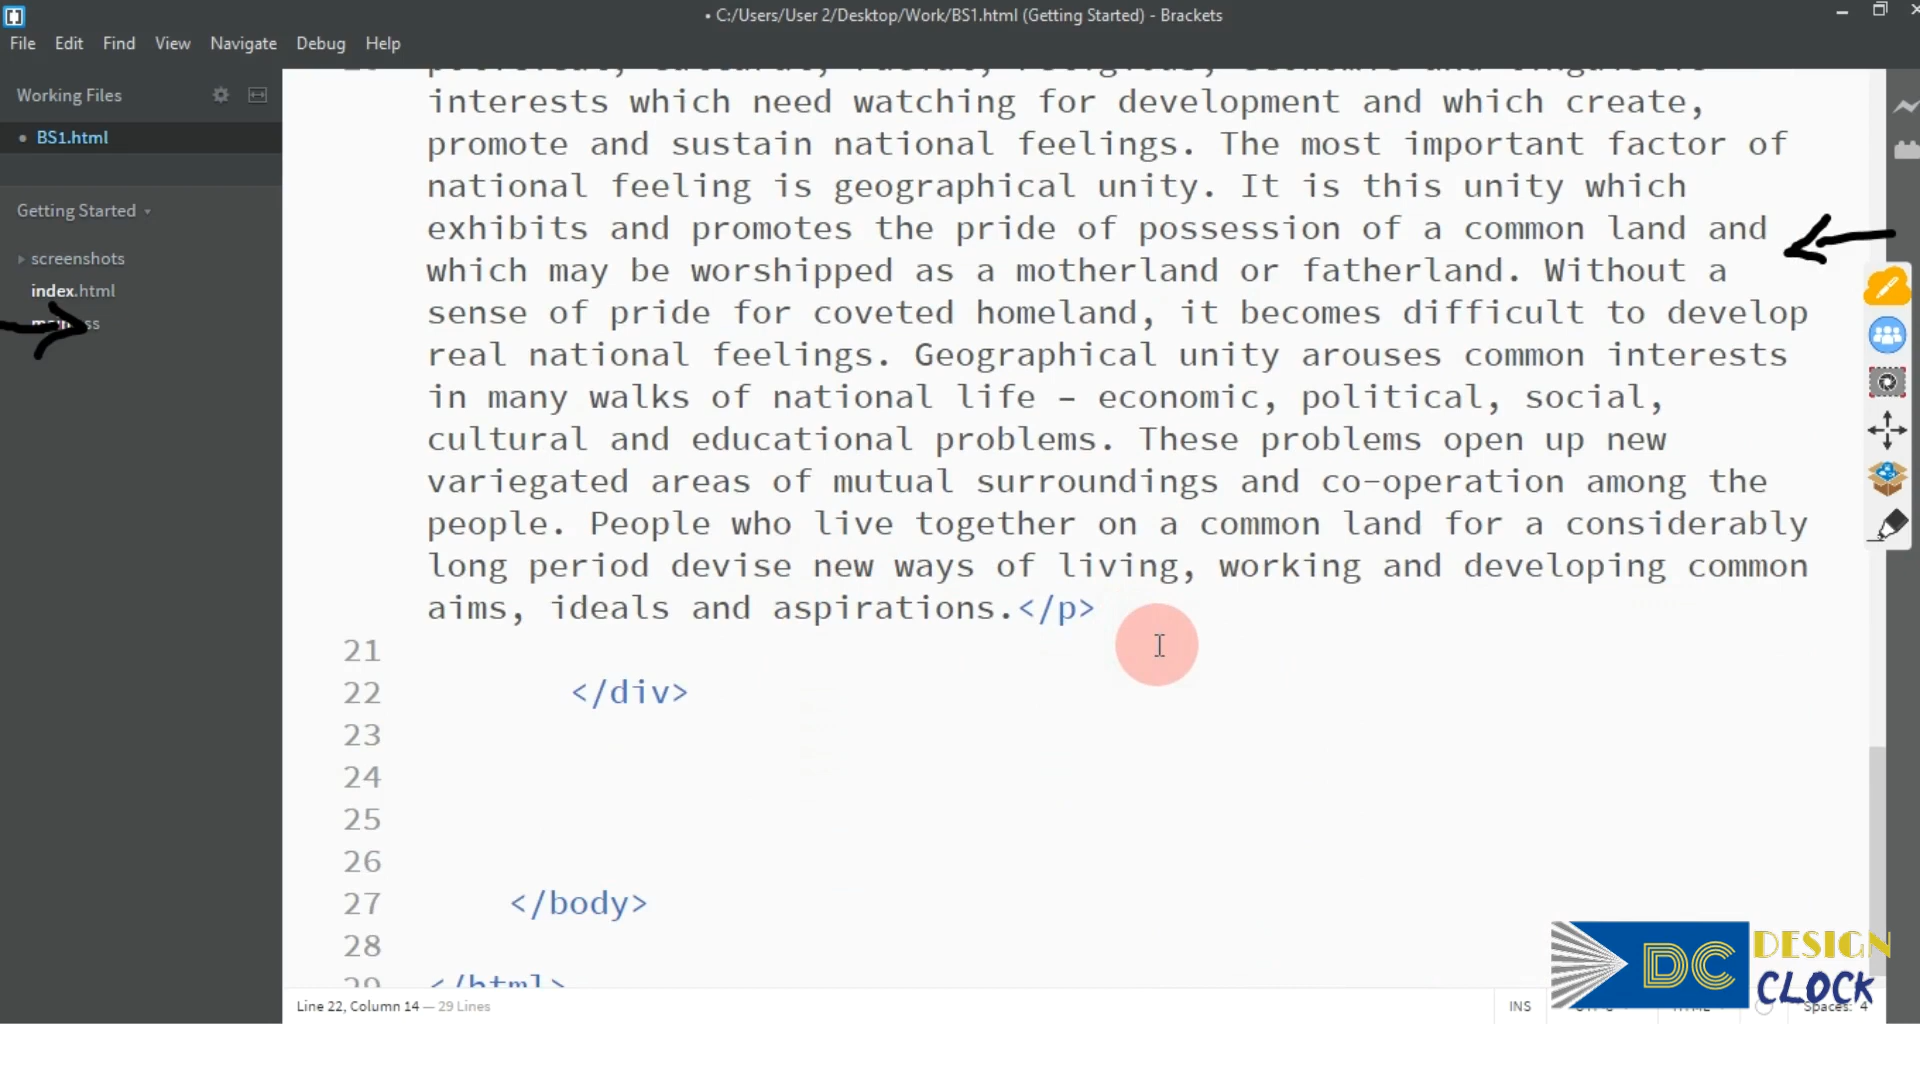 • C:/Users/User 2/Desktop/Work/BS1.html (Getting Started) - Brackets
File Edit Find View Navigate Debug Help
Working Files
• BS1.html
Getting Started
screenshots
index.html
interests which need watching for development and which create,
promote and sustain national feelings. The most important factor of
national feeling is geographical unity. It is this unity which
exhibits and promotes the pride of possession of a common land and
which may be worshipped as a motherland or fatherland. Without a
sense of pride for coveted homeland, it becomes difficult to develop
real national feelings. Geographical unity arouses common interests
in many walks of national life – economic, political, social,
cultural and educational problems. These problems open up new
variegated areas of mutual surroundings and co-operation among the
people. People who live together on a common land for a considerably
long period devise new ways of living, working and developing common
aims, ideals and aspirations.</p>
21
22 </div>
23
24
25
26
27 </body>
28
29 </html>
Line 22, Column 14 — 29 Lines
INS
Spaces: 4
DC DESIGN
CLOCK